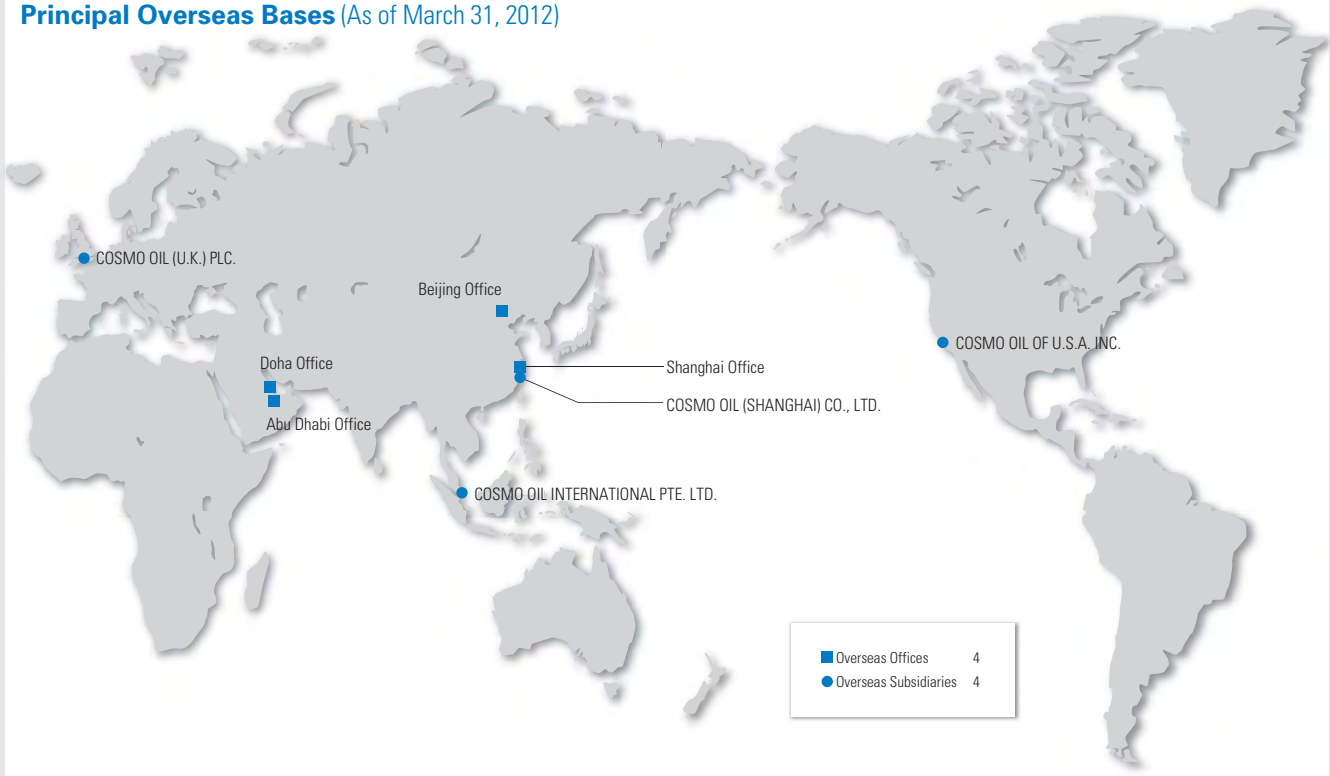 Principal Overseas Bases (As of March 31, 2012)
COSMO OIL (U.K.) PLC.
Beijing Office
COSMO OIL OF U.S.A. INC.
Doha Office
Shanghai Office
COSMO OIL (SHANGHAI) CO., LTD.
Abu Dhabi Office
COSMO OIL INTERNATIONAL PTE. LTD.
Overseas Offices 4
Overseas Subsidiaries 4